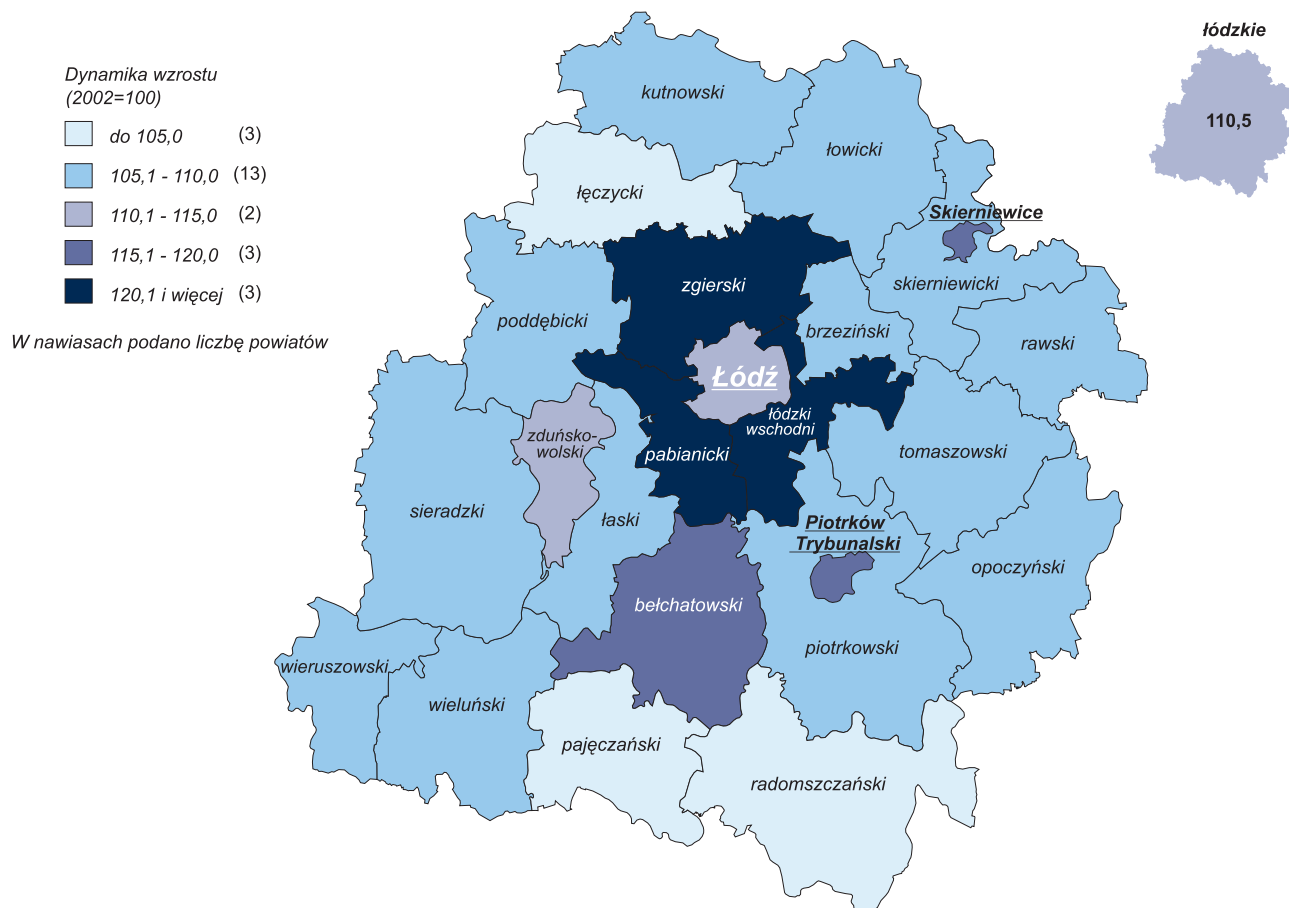 łódzkie
110,5
Dynamika wzrostu
(2002=100)
do 105,0 (3)
105,1 - 110,0 (13)
110,1 - 115,0 (2)
115,1 - 120,0 (3)
120,1 i więcej (3)
W nawiasach podano liczbę powiatów
kutnowski
łowicki
łęczycki
Skierniewice
skierniewicki
zgierski
poddębicki
brzeziński
rawski
Łódź
łódzki
wschodni
zduńsko-
wolski
pabianicki
tomaszowski
sieradzki
łaski
Piotrków
Trybunalski
opoczyński
bełchatowski
piotrkowski
wieruszowski
wieluński
pajęczański
radomszczański